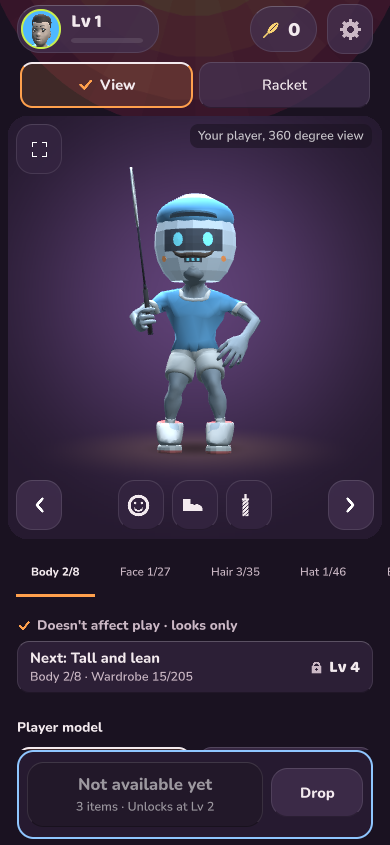 Lv 1
0
View
Racket
Your player, 360 degree view
Body 2/8
Face 1/27
Hair 3/35
Hat 1/46
Doesn't affect play · looks only
Next: Tall and lean
Body 2/8 · Wardrobe 15/205
Lv 4
Player model
Not available yet
3 items · Unlocks at Lv 2
Drop